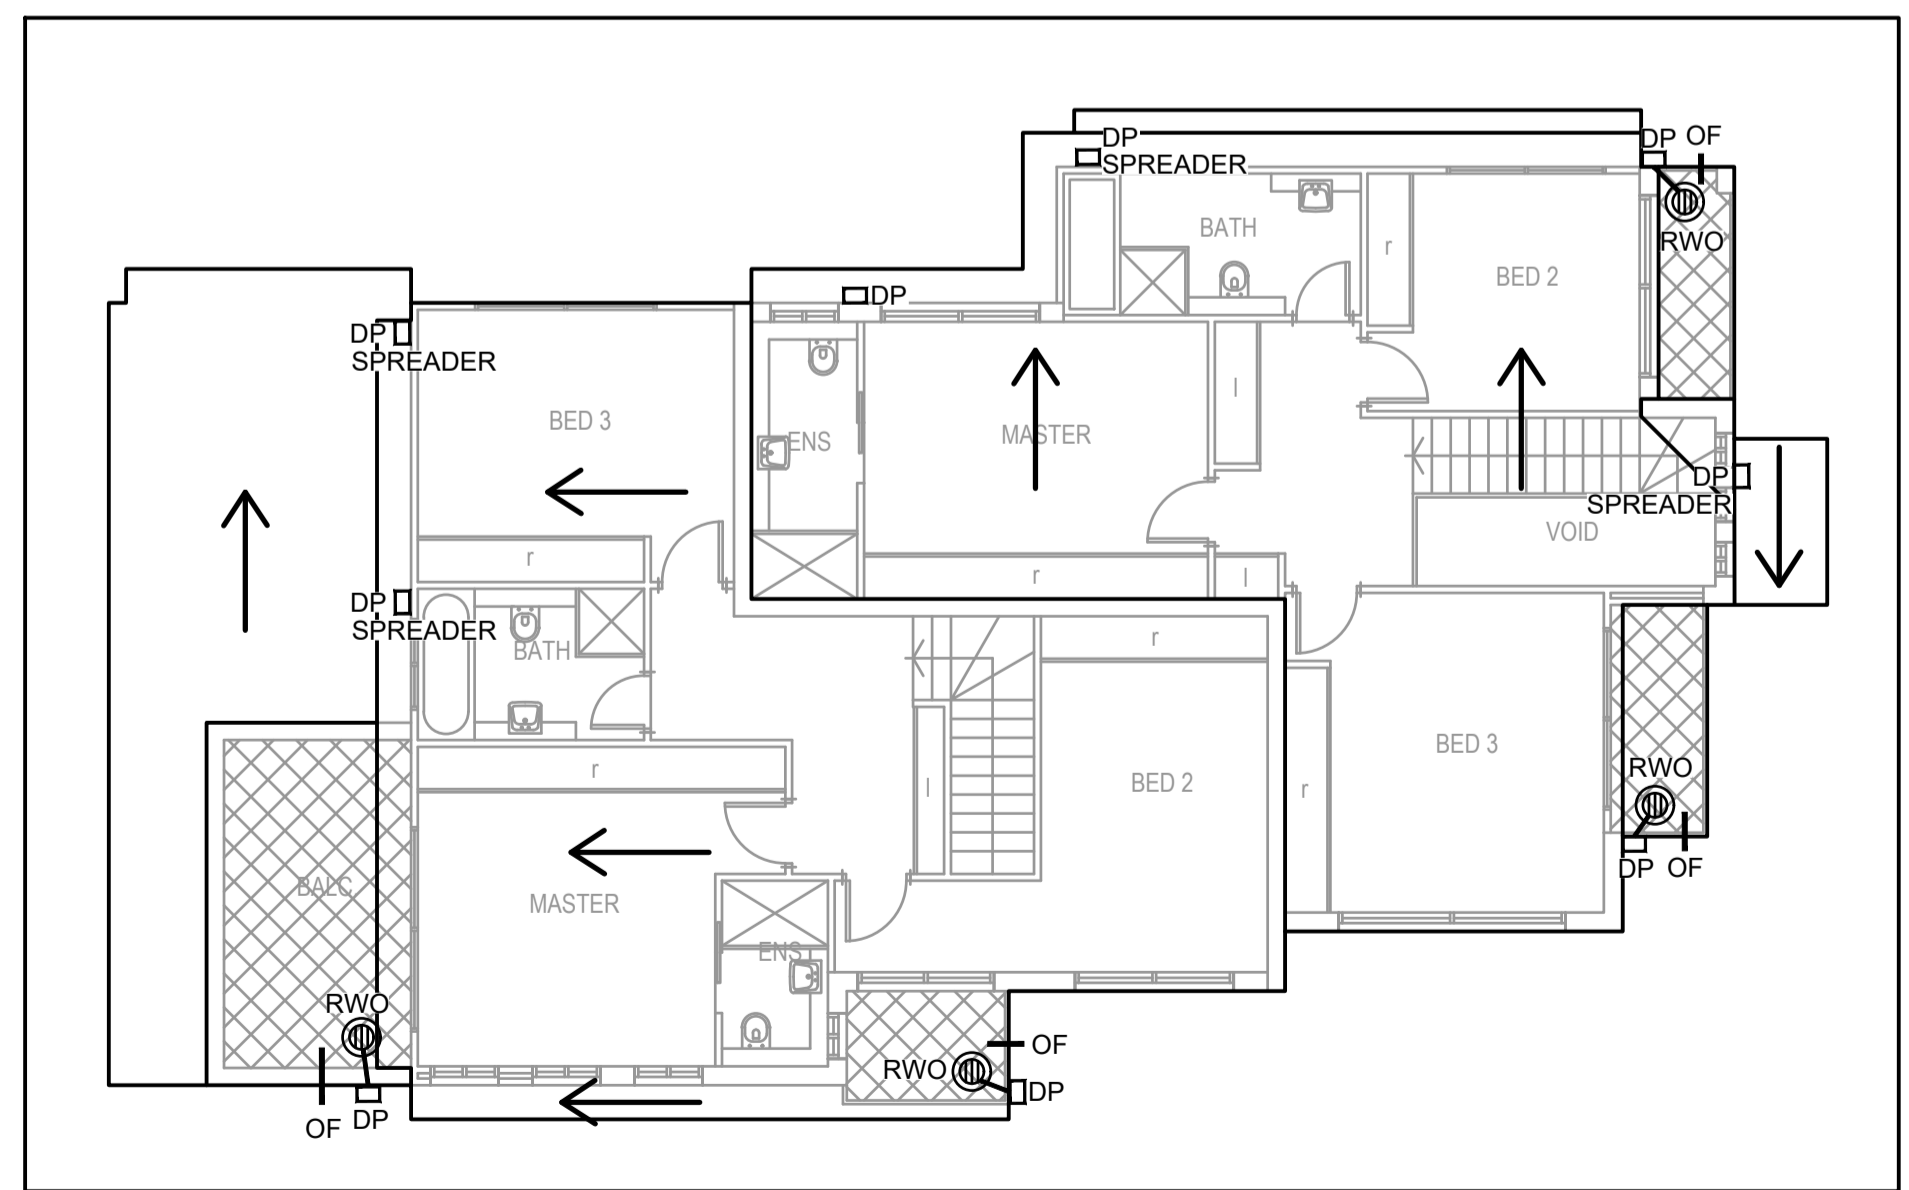 DP
SPREADER
DP OF
BATH
r
BED 2
RWO
DP
DP
SPREADER
l
BED 3
ENS
MASTER
DP
SPREADER
VOID
r
r
l
DP
SPREADER
BATH
r
r
BED 2
l
r
BED 3
RWO
MASTER
BALC
DP
OF
ENS
RWO
OF
RWO
DP
OF
DP